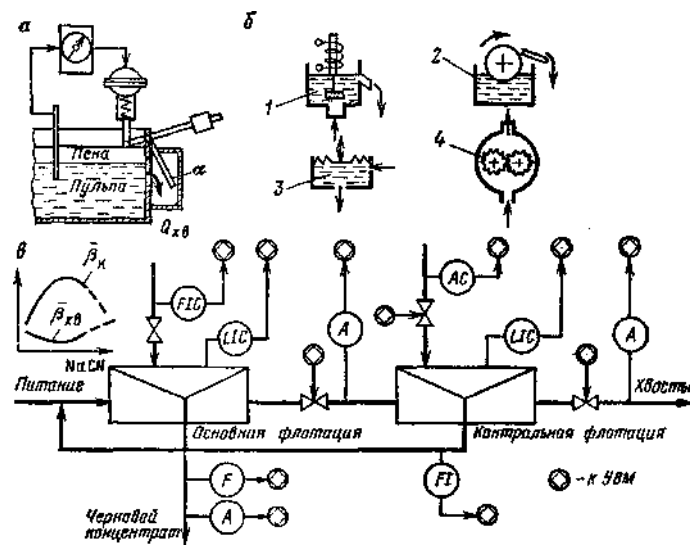 а
б
1
2
3
4
Пена
Пульпа
α
Qхв
в
β̄к
β̄хв
NaCN
FIC
LIC
A
AC
LIC
A
Питание
Хвосты
Основная флотация
Контрольная флотация
F
FI
- к УВМ
A
Черновой
концентрат